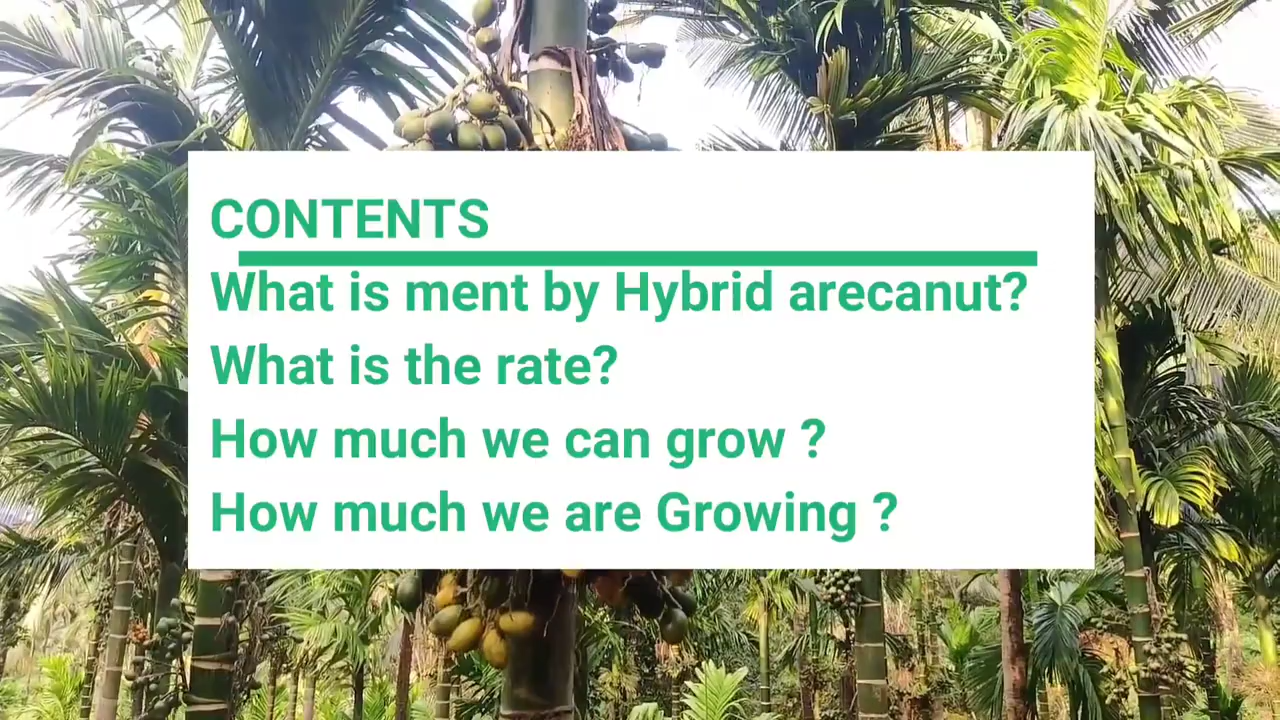 CONTENTS
What is ment by Hybrid arecanut?
What is the rate?
How much we can grow ?
How much we are Growing ?